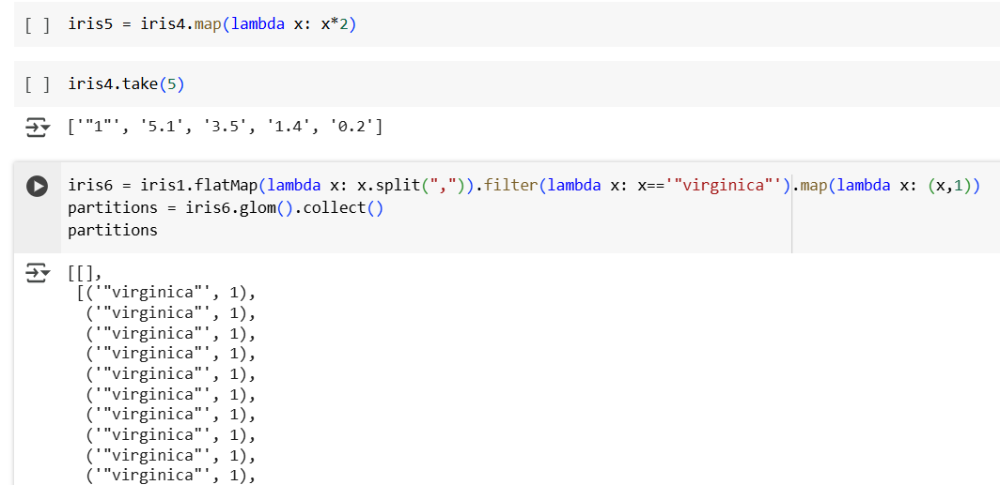 [ ] iris5 = iris4.map(lambda x: x*2)
[ ] iris4.take(5)
['"1"', '5.1', '3.5', '1.4', '0.2']
iris6 = iris1.flatMap(lambda x: x.split(",")).filter(lambda x: x=='"virginica"').map(lambda x: (x,1))
partitions = iris6.glom().collect()
partitions
[[],
[('"virginica"', 1),
('"virginica"', 1),
('"virginica"', 1),
('"virginica"', 1),
('"virginica"', 1),
('"virginica"', 1),
('"virginica"', 1),
('"virginica"', 1),
('"virginica"', 1),
('"virginica"', 1),